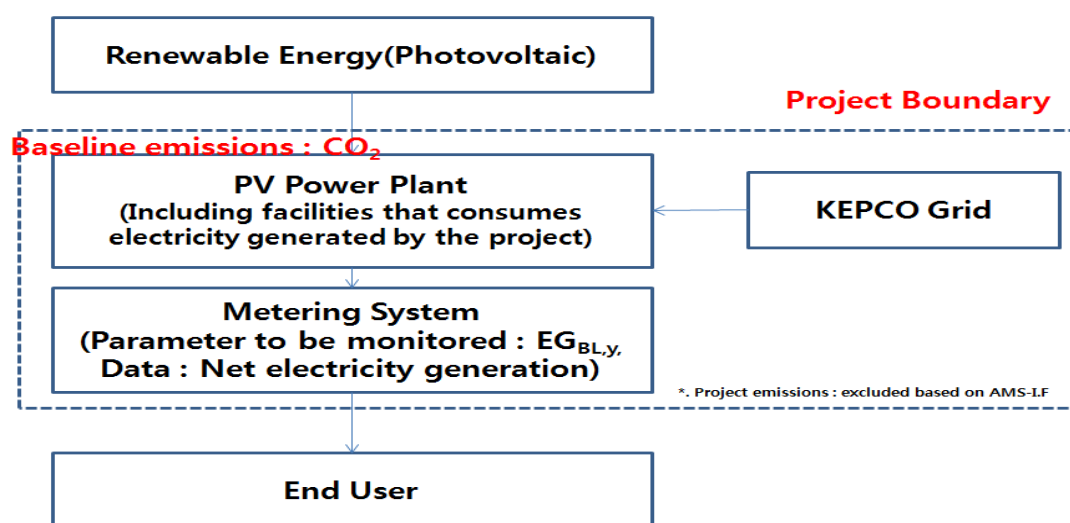 Renewable Energy(Photovoltaic)
Project Boundary
Baseline emissions : CO₂
PV Power Plant
(Including facilities that consumes
electricity generated by the project)
KEPCO Grid
Metering System
(Parameter to be monitored : EG_BL,y,
Data : Net electricity generation)
*. Project emissions : excluded based on AMS-I.F
End User